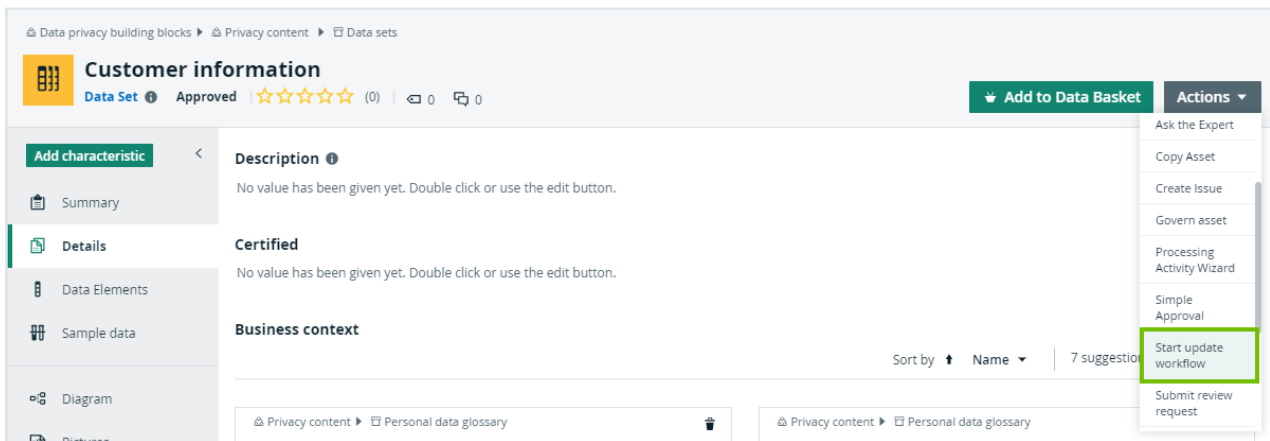 Data privacy building blocks Privacy content Data sets
Customer information
Data Set Approved (0) 0 0
Add to Data Basket Actions
Ask the Expert
Copy Asset
Create Issue
Govern asset
Processing
Activity Wizard
Simple
Approval
Start update
workflow
Submit review
request
Add characteristic
Summary
Details
Data Elements
Sample data
Diagram
Pictures
Description
No value has been given yet. Double click or use the edit button.
Certified
No value has been given yet. Double click or use the edit button.
Business context
Sort by Name 7 suggestion
Privacy content Personal data glossary
Privacy content Personal data glossary